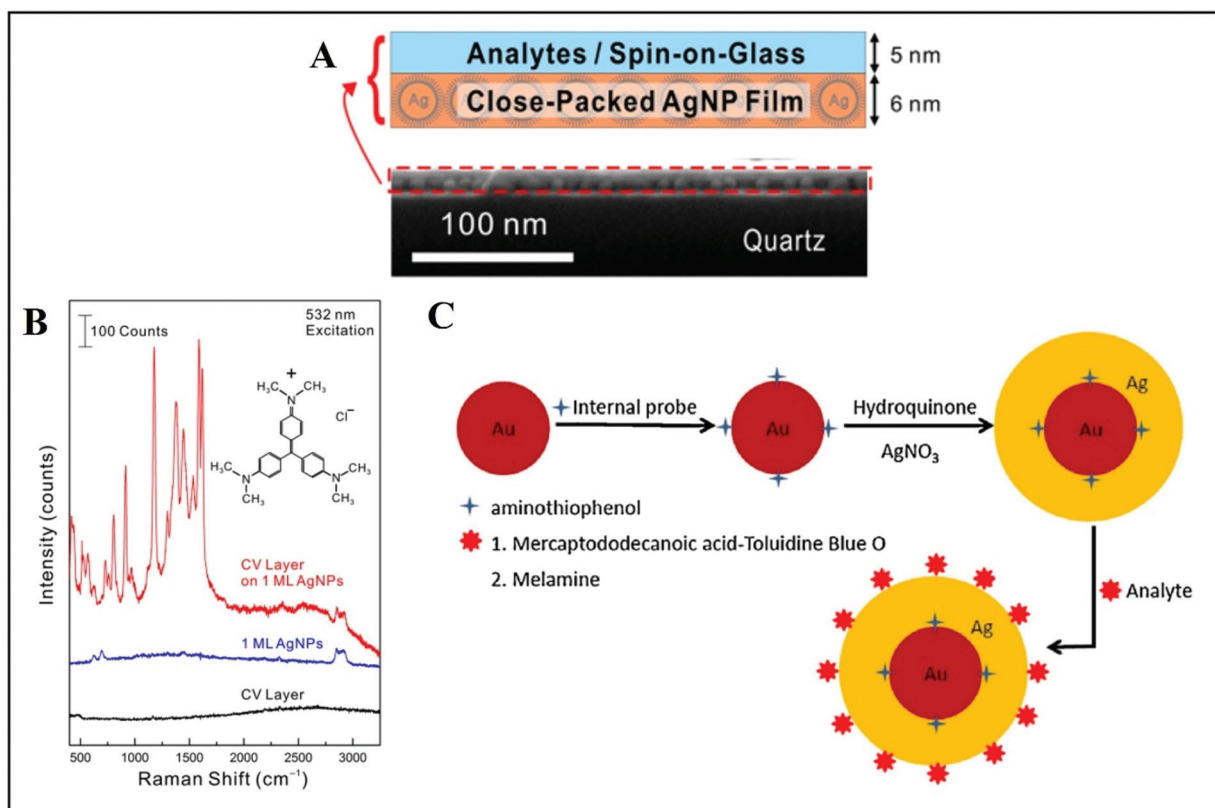 A
Analytes / Spin-on-Glass
5 nm
Ag
Close-Packed AgNP Film
Ag
6 nm
100 nm
Quartz
B
100 Counts
532 nm
Excitation
+
H₃C
CH₃
N
Cl⁻
H₃C
N
CH₃
N
CH₃
CH₃
CV Layer
on 1 ML AgNPs
1 ML AgNPs
CV Layer
Intensity (counts)
500 1000 1500 2000 2500 3000
Raman Shift (cm⁻¹)
C
Au
Internal probe
Au
Hydroquinone
AgNO₃
Ag
Au
aminothiophenol
1. Mercaptododecanoic acid-Toluidine Blue O
2. Melamine
Analyte
Ag
Au